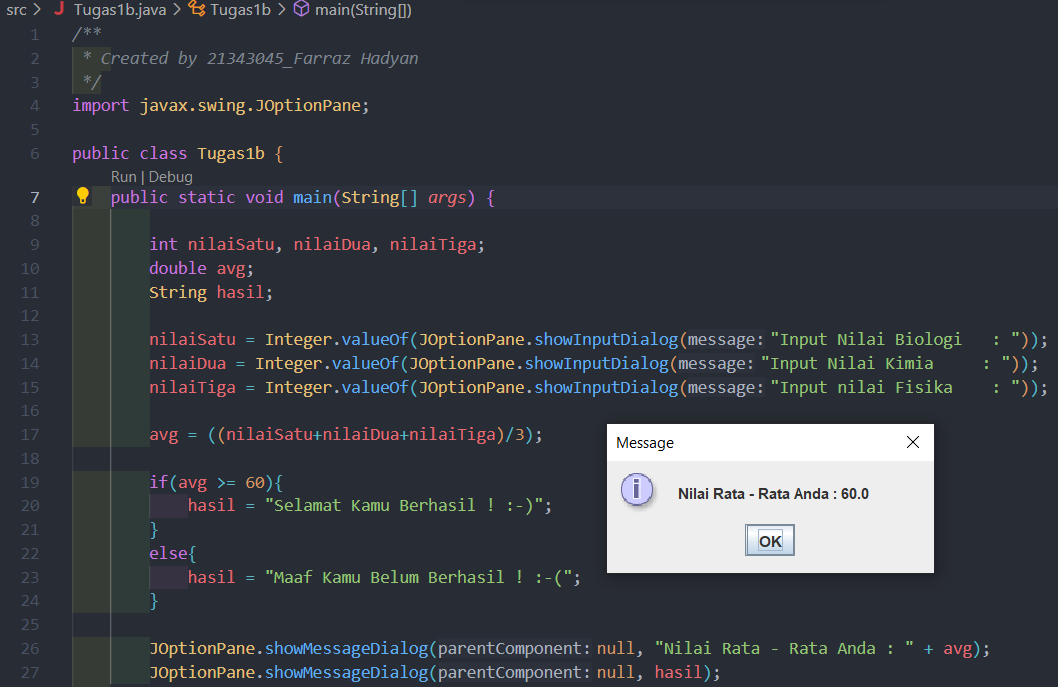 src > Tugas1b.java > Tugas1b > main(String[])
1 /**
2 * Created by 21343045_Farraz Hadyan
3 */
4 import javax.swing.JOptionPane;
5
6 public class Tugas1b {
Run | Debug
7 public static void main(String[] args) {
8
9 int nilaiSatu, nilaiDua, nilaiTiga;
10 double avg;
11 String hasil;
12
13 nilaiSatu = Integer.valueOf(JOptionPane.showInputDialog(message:"Input Nilai Biologi   : "));
14 nilaiDua = Integer.valueOf(JOptionPane.showInputDialog(message:"Input Nilai Kimia     : "));
15 nilaiTiga = Integer.valueOf(JOptionPane.showInputDialog(message:"Input nilai Fisika    : "));
16
17 avg = ((nilaiSatu+nilaiDua+nilaiTiga)/3);
18
19 if(avg >= 60){
20 hasil = "Selamat Kamu Berhasil ! :-)";
21 }
22 else{
23 hasil = "Maaf Kamu Belum Berhasil ! :-(";
24 }
25
26 JOptionPane.showMessageDialog(parentComponent:null, "Nilai Rata - Rata Anda : " + avg);
27 JOptionPane.showMessageDialog(parentComponent:null, hasil);
Message
Nilai Rata - Rata Anda : 60.0
OK